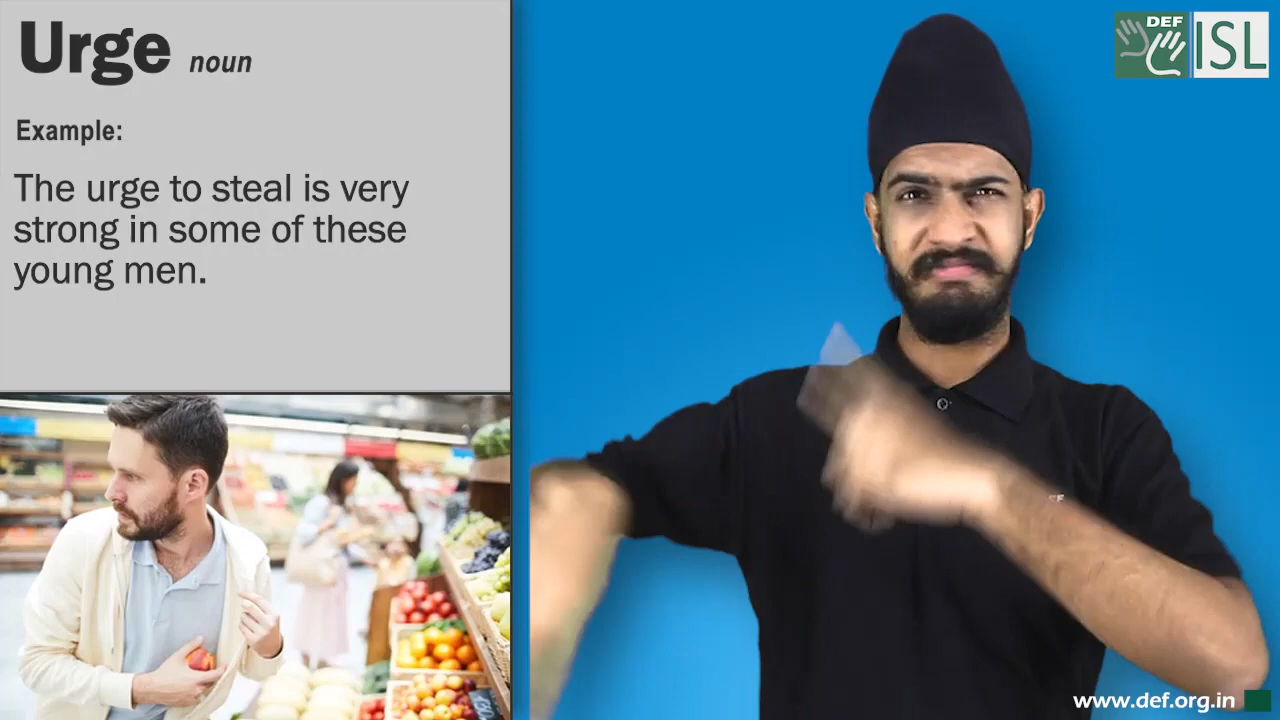 Urge noun
Example:
The urge to steal is very
strong in some of these
young men.
DEF
ISL
www.def.org.in